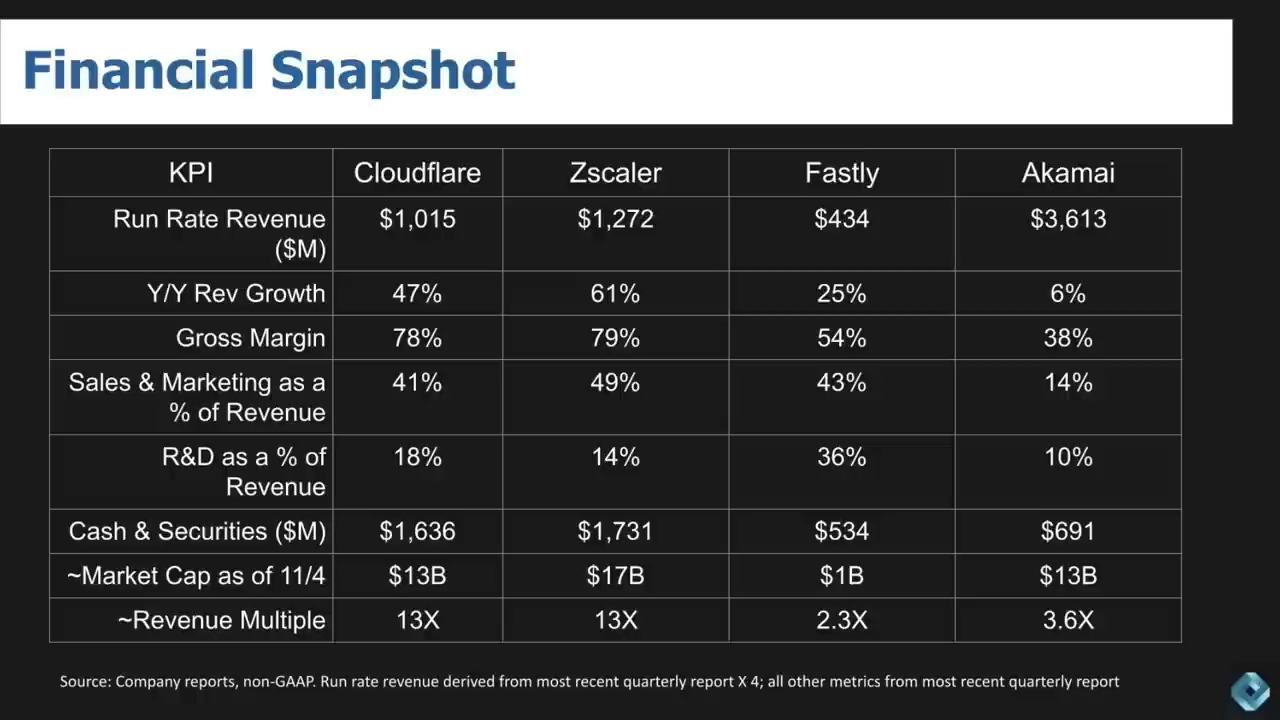 Financial Snapshot
KPI Cloudflare Zscaler Fastly Akamai
Run Rate Revenue $1,015 $1,272 $434 $3,613
($M)
Y/Y Rev Growth 47% 61% 25% 6%
Gross Margin 78% 79% 54% 38%
Sales & Marketing as a 41% 49% 43% 14%
% of Revenue
R&D as a % of 18% 14% 36% 10%
Revenue
Cash & Securities ($M) $1,636 $1,731 $534 $691
~Market Cap as of 11/4 $13B $17B $1B $13B
~Revenue Multiple 13X 13X 2.3X 3.6X
Source: Company reports, non-GAAP. Run rate revenue derived from most recent quarterly report X 4; all other metrics from most recent quarterly report